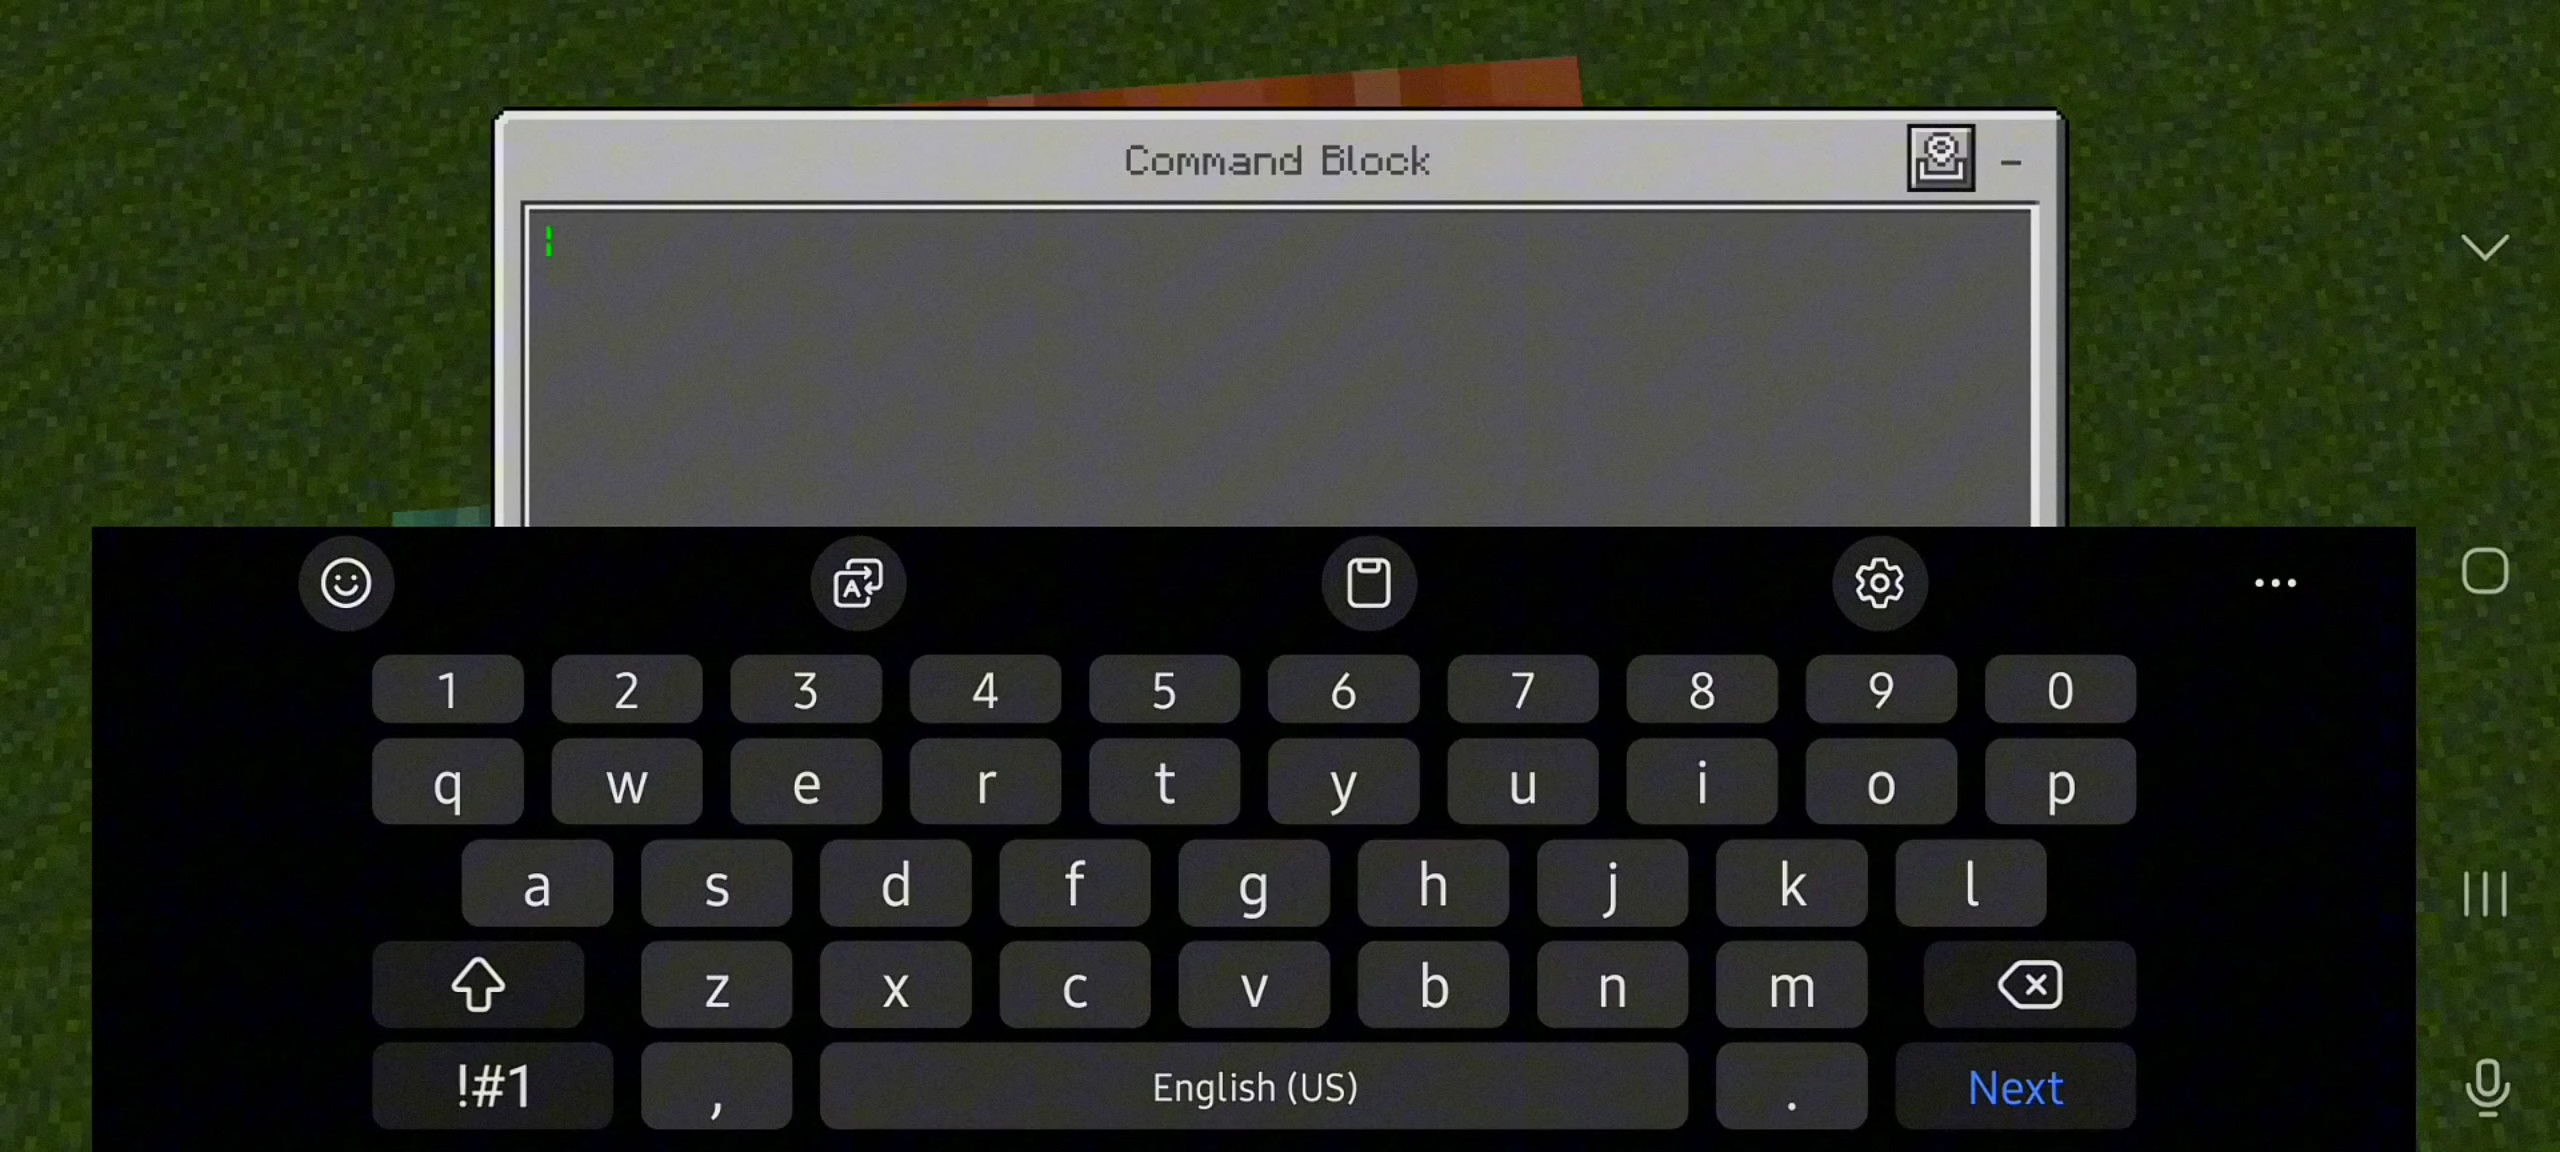 Command Block
1 2 3 4 5 6 7 8 9 0
q w e r t y u i o p
a s d f g h j k l
z x c v b n m
!#1 , English (US) . Next